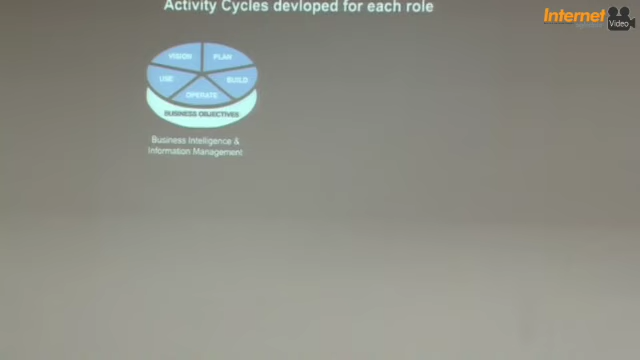 Activity Cycles devloped for each role
Internet
Video
VISION
PLAN
USE
BUILD
OPERATE
BUSINESS OBJECTIVES
Business Intelligence &
Information Management